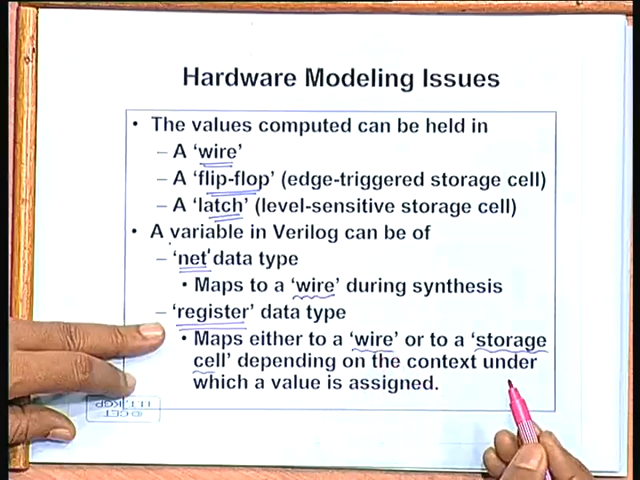 Hardware Modeling Issues
• The values computed can be held in
– A 'wire'
– A 'flip-flop' (edge-triggered storage cell)
– A 'latch' (level-sensitive storage cell)
• A variable in Verilog can be of
– 'net' data type
• Maps to a 'wire' during synthesis
– 'register' data type
• Maps either to a 'wire' or to a 'storage
cell' depending on the context under
which a value is assigned.
© CET
I.I.T. KGP